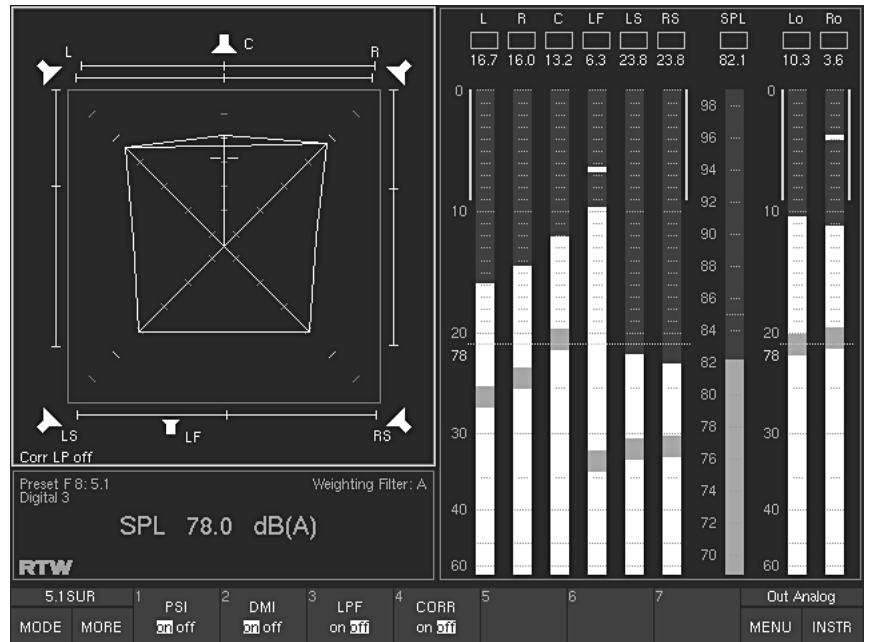 L
C
R
LS
LF
RS
Corr LP off
Preset F 8: 5.1
Weighting Filter: A
Digital 3
SPL 78.0 dB(A)
RTW
L R C LF LS RS SPL Lo Ro
16.7 16.0 13.2 6.3 23.8 23.8 82.1 10.3 3.6
0
10
20
78
30
40
60
98
96
94
92
90
88
86
84
82
80
78
76
74
72
70
0
10
20
78
30
40
60
5.1SUR
MODE MORE
1 PSI
on off
2 DMI
on off
3 LPF
on off
4 CORR
on off
5
6
7
Out Analog
MENU INSTR